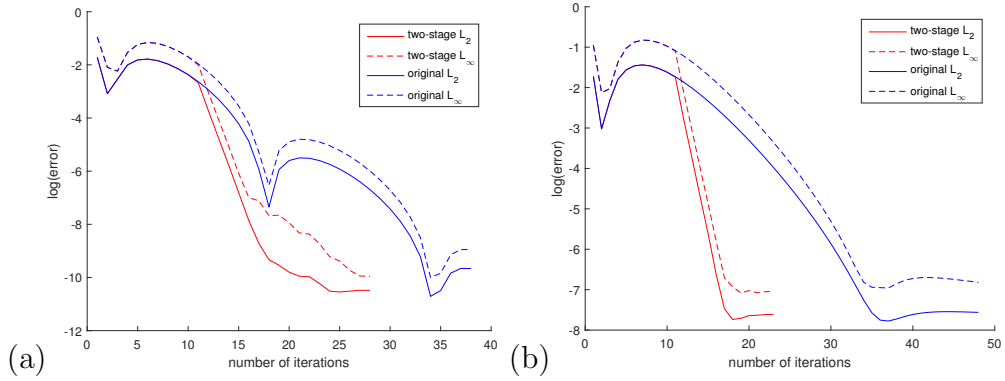 0
-2
-4
-6
-8
-10
-12
log(error)
0
5
10
15
20
25
30
35
40
number of iterations
two-stage L2
two-stage L∞
original L2
original L∞
(a)
0
-1
-2
-3
-4
-5
-6
-7
-8
log(error)
0
10
20
30
40
50
number of iterations
two-stage L2
two-stage L∞
original L2
original L∞
(b)